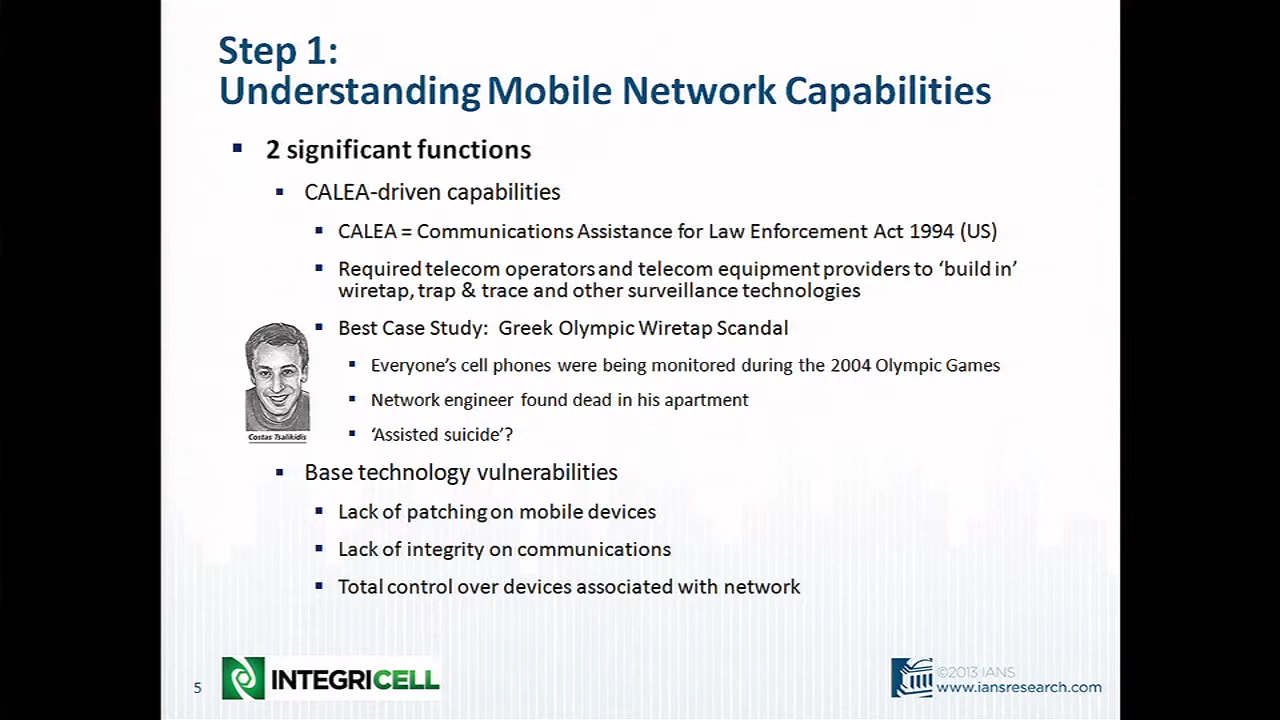 Step 1:
Understanding Mobile Network Capabilities
2 significant functions
CALEA-driven capabilities
CALEA = Communications Assistance for Law Enforcement Act 1994 (US)
Required telecom operators and telecom equipment providers to ‘build in’
wiretap, trap & trace and other surveillance technologies
Best Case Study: Greek Olympic Wiretap Scandal
Everyone’s cell phones were being monitored during the 2004 Olympic Games
Network engineer found dead in his apartment
Costas Tsalikidis
‘Assisted suicide’?
Base technology vulnerabilities
Lack of patching on mobile devices
Lack of integrity on communications
Total control over devices associated with network
5
INTEGRICELL
©2013 IANS
www.iansresearch.com